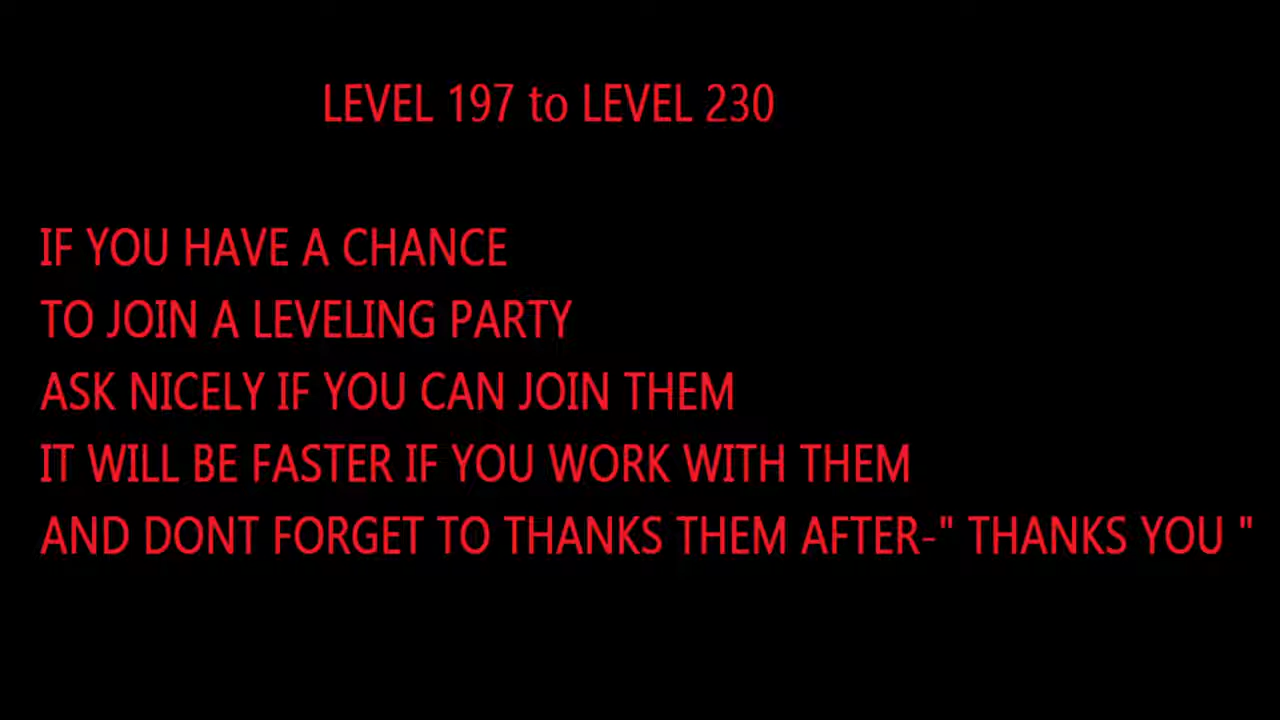 LEVEL 197 to LEVEL 230
IF YOU HAVE A CHANCE
TO JOIN A LEVELING PARTY
ASK NICELY IF YOU CAN JOIN THEM
IT WILL BE FASTER IF YOU WORK WITH THEM
AND DONT FORGET TO THANKS THEM AFTER-" THANKS YOU "